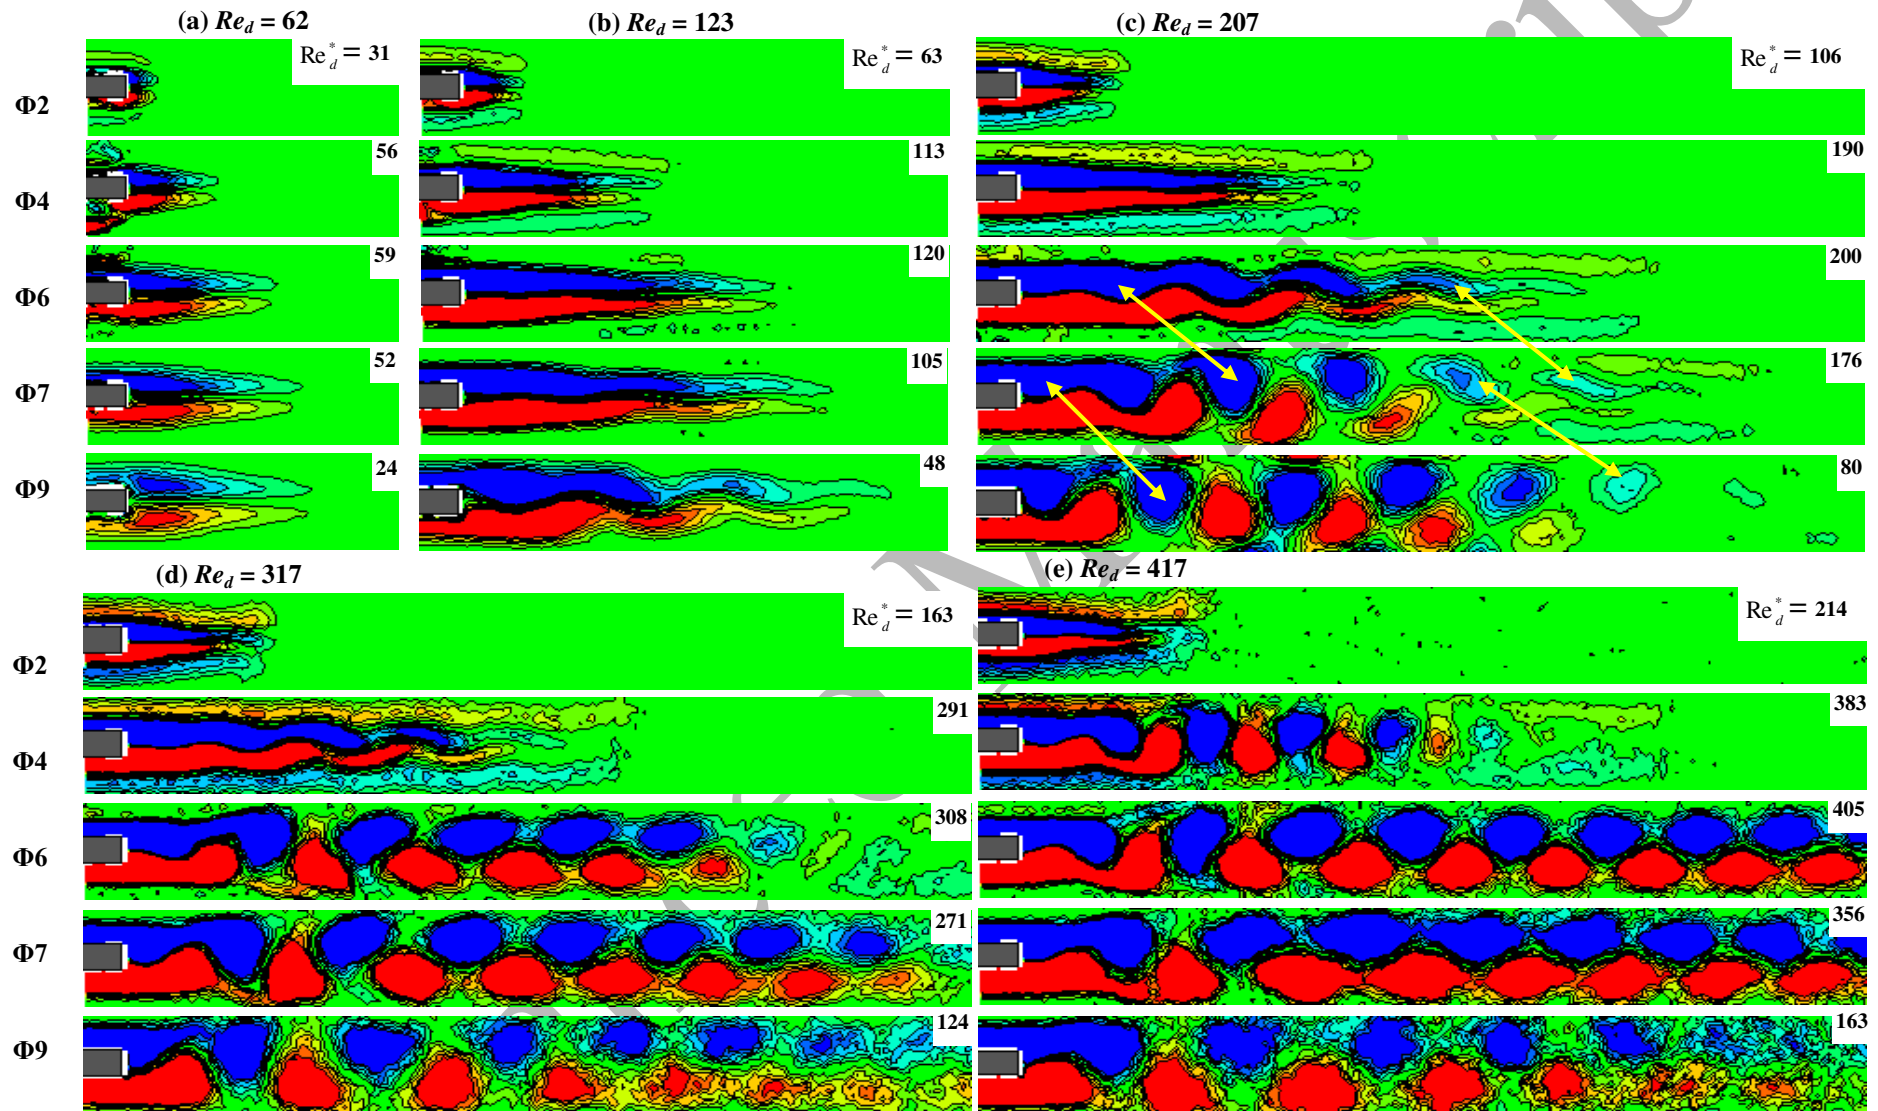 (a) Re_d = 62
(b) Re_d = 123
(c) Re_d = 207
Φ2
Re*_d = 31
Re*_d = 63
Re*_d = 106
Φ4
56
113
190
Φ6
59
120
200
Φ7
52
105
176
Φ9
24
48
80
(d) Re_d = 317
(e) Re_d = 417
Φ2
Re*_d = 163
Re*_d = 214
Φ4
291
383
Φ6
308
405
Φ7
271
356
Φ9
124
163